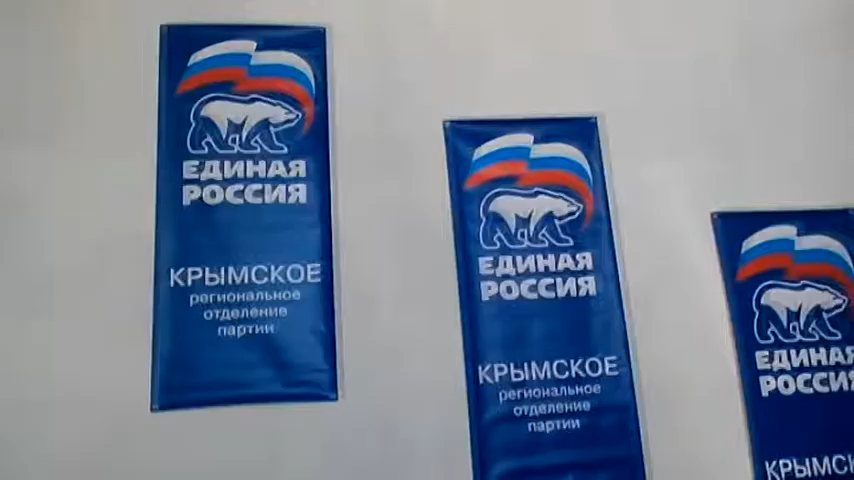 ЕДИНАЯ
РОССИЯ
КРЫМСКОЕ
региональное
отделение
партии
ЕДИНАЯ
РОССИЯ
КРЫМСКОЕ
региональное
отделение
партии
ЕДИНАЯ
РОССИЯ